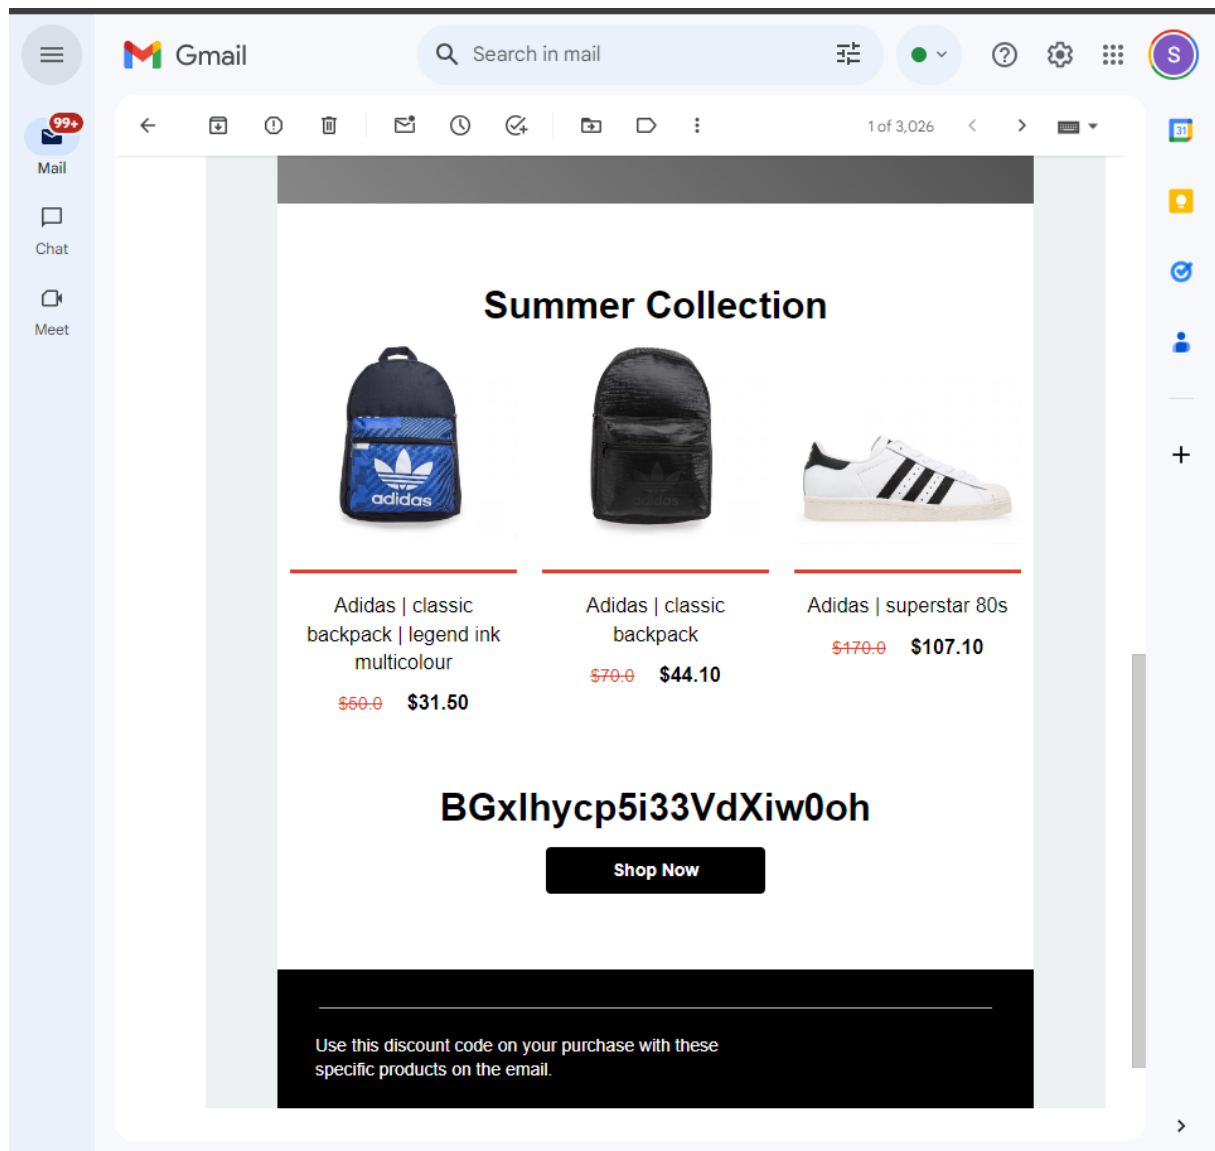 Gmail
Search in mail
S
99+
Mail
Chat
Meet
1 of 3,026
31
Summer Collection
adidas
adidas
Adidas | classic
backpack | legend ink
multicolour
$50.0 $31.50
Adidas | classic
backpack
$70.0 $44.10
Adidas | superstar 80s
$170.0 $107.10
BGxlhycp5i33VdXiw0oh
Shop Now
Use this discount code on your purchase with these
specific products on the email.